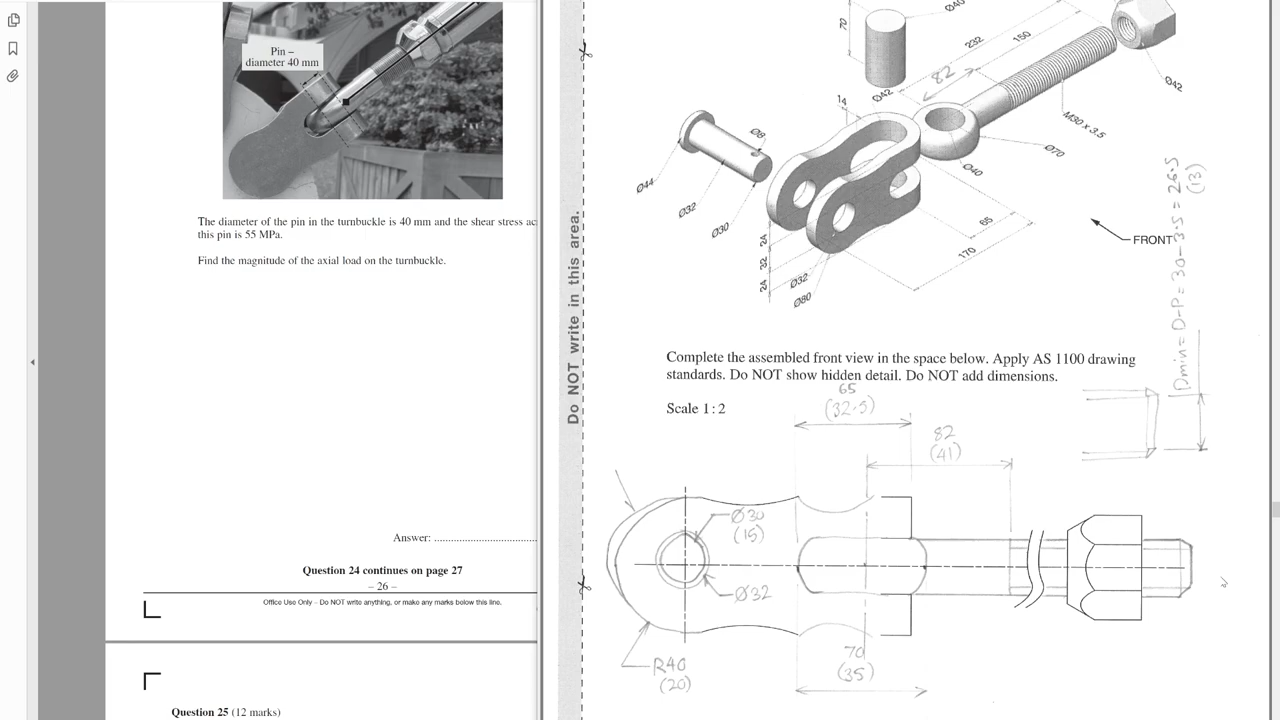 Pin –
diameter 40 mm
The diameter of the pin in the turnbuckle is 40 mm and the shear stress ac
this pin is 55 MPa.
Find the magnitude of the axial load on the turnbuckle.
Answer: ................................
Question 24 continues on page 27
– 26 –
Office Use Only – Do NOT write anything, or make any marks below this line.
Question 25 (12 marks)
Do NOT write in this area.
70
Ø40
232
150
82
Ø42
14
Ø42
M30 x 3.5
Ø8
Ø70
Ø40
Ø44
Ø32
Ø30
65
170
24
32
24
Ø32
Ø80
FRONT
Dmin = D-P = 30-3.5 = 26.5
(13)
Complete the assembled front view in the space below. Apply AS 1100 drawing
standards. Do NOT show hidden detail. Do NOT add dimensions.
Scale 1 : 2
65
(32.5)
82
(41)
Ø30
(15)
Ø32
R40
(20)
70
(35)